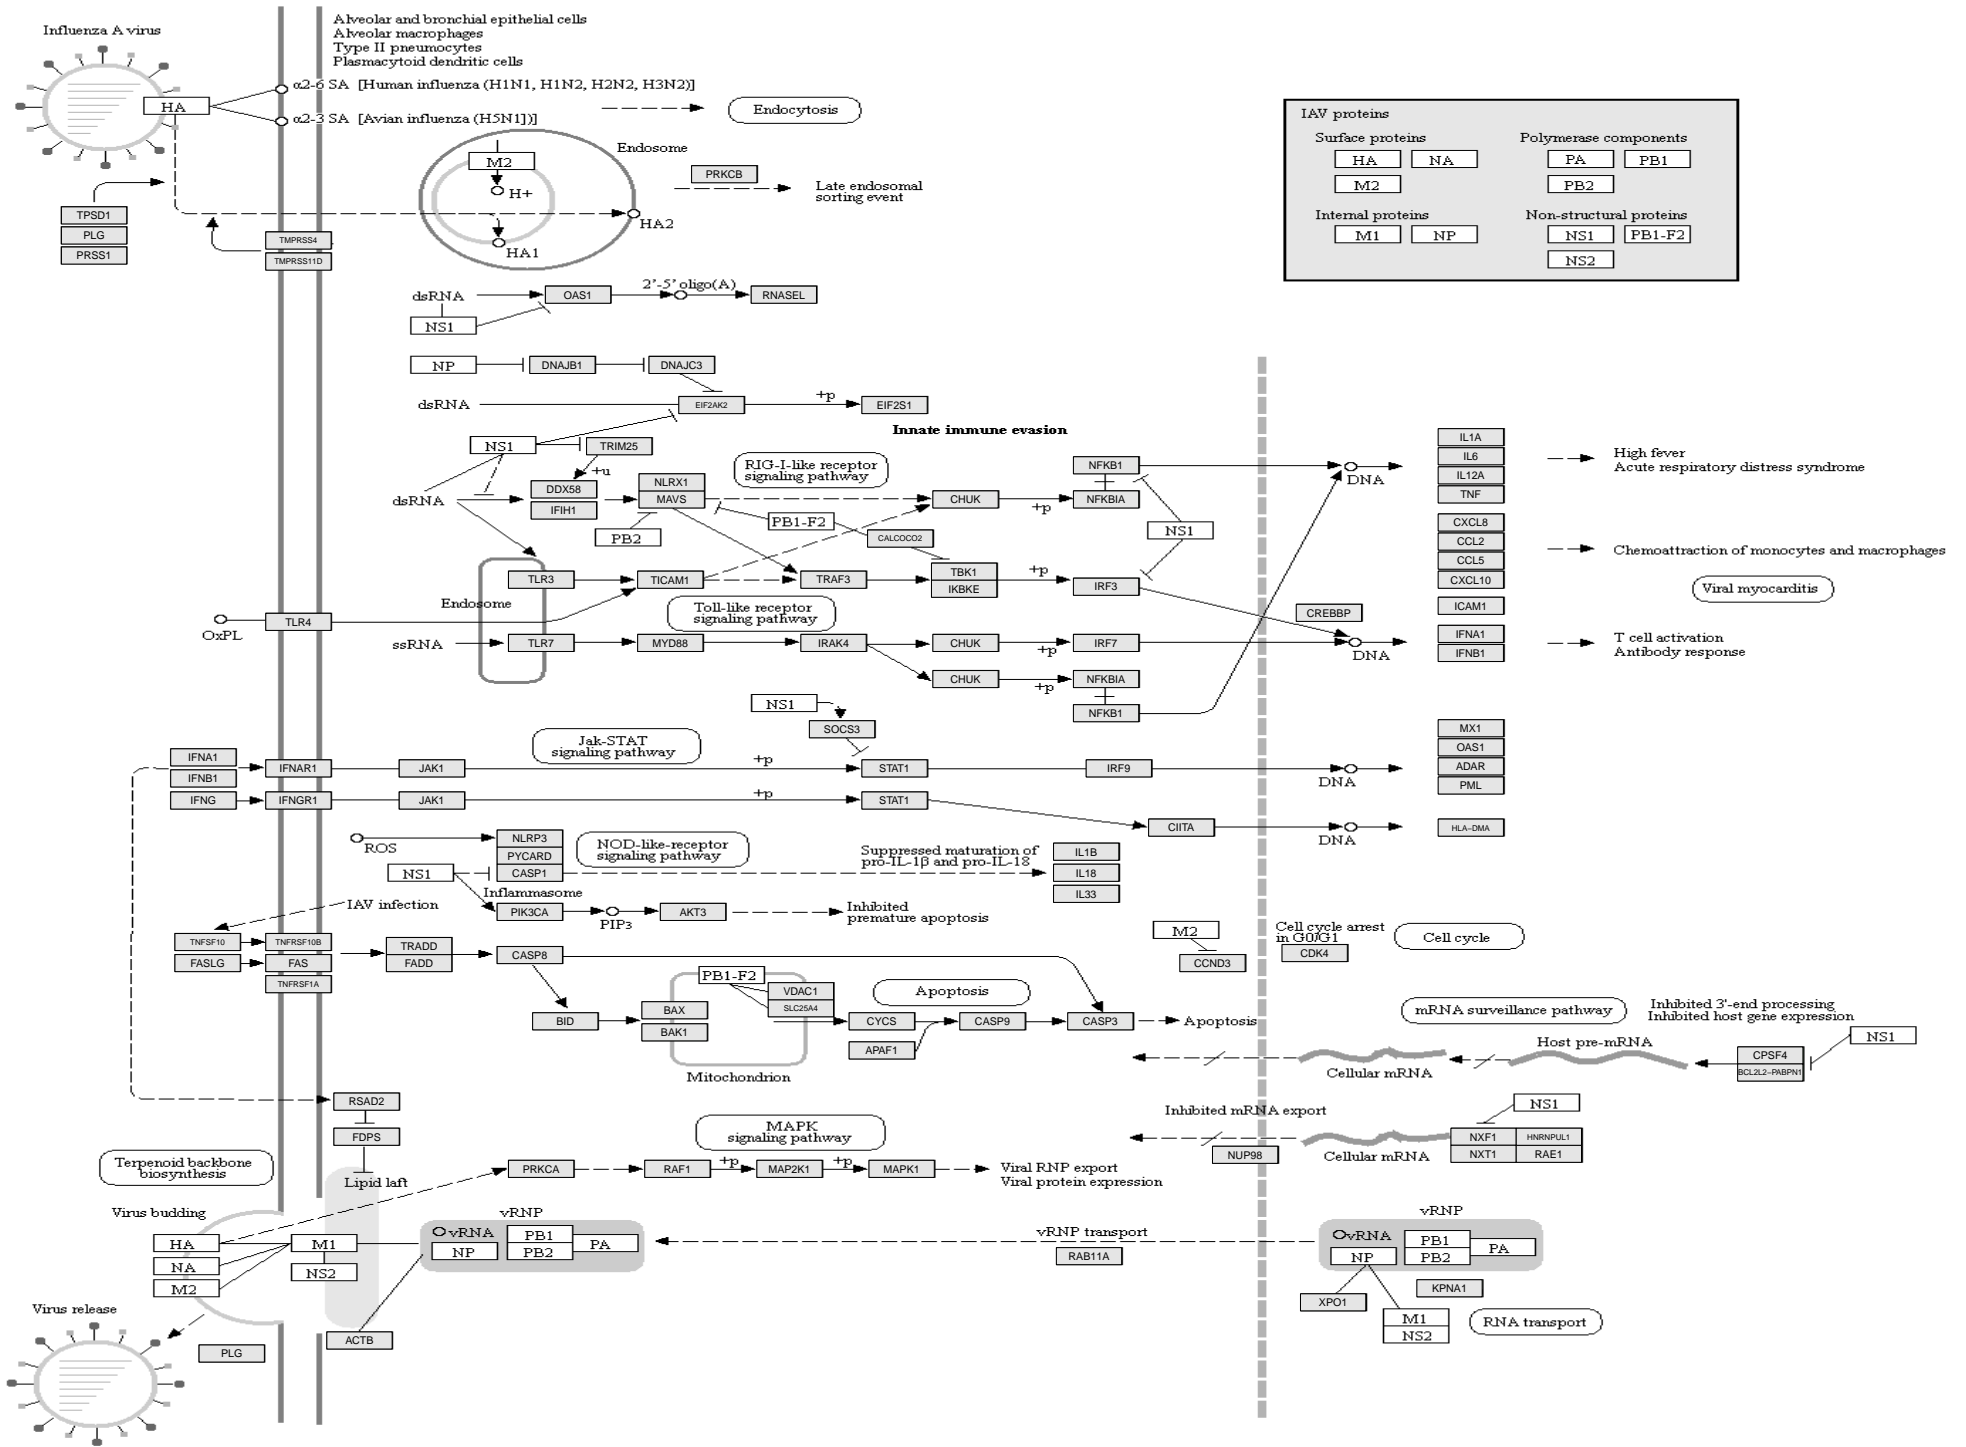 Influenza A virus
Alveolar and bronchial epithelial cells
Alveolar macrophages
Type II pneumocytes
Plasmacytoid dendritic cells
HA
α2-6 SA [Human influenza (H1N1, H1N2, H2N2, H3N2)]
α2-3 SA [Avian influenza (H5N1])]
Endocytosis
Endosome
M2
H+
HA1
HA2
PRKCB
Late endosomal
sorting event
TPSD1
PLG
PRSS1
TMPRSS4
TMPRSS11D
IAV proteins
Surface proteins
HA NA
M2
Polymerase components
PA PB1
PB2
Internal proteins
M1 NP
Non-structural proteins
NS1 PB1-F2
NS2
dsRNA
OAS1
2'-5' oligo(A)
RNASEL
NS1
NP
DNAJB1
DNAJC3
dsRNA
EIF2AK2
+p
EIF2S1
Innate immune evasion
NS1
TRIM25
+u
RIG-I-like receptor
signaling pathway
dsRNA
DDX58
IFIH1
NLRX1
MAVS
PB2
PB1-F2
CALCOCO2
CHUK
+p
NFKB1
NFKBIA
NS1
DNA
IL1A
IL6
IL12A
TNF
High fever
Acute respiratory distress syndrome
CXCL8
CCL2
CCL5
CXCL10
Chemoattraction of monocytes and macrophages
Viral myocarditis
ICAM1
IFNA1
IFNB1
T cell activation
Antibody response
Endosome
TLR3
TICAM1
TRAF3
TBK1
IKBKE
+p
IRF3
CREBBP
Toll-like receptor
signaling pathway
OxPL
TLR4
ssRNA
TLR7
MYD88
IRAK4
CHUK
+p
IRF7
DNA
CHUK
+p
NFKBIA
NFKB1
NS1
SOCS3
Jak-STAT
signaling pathway
IFNA1
IFNB1
IFNAR1
JAK1
+p
STAT1
IRF9
DNA
MX1
OAS1
ADAR
PML
IFNG
IFNGR1
JAK1
+p
STAT1
CIITA
DNA
HLA-DMA
ROS
NLRP3
PYCARD
CASP1
NOD-like-receptor
signaling pathway
Suppressed maturation of
pro-IL-1β and pro-IL-18
IL1B
IL18
IL33
NS1
Inflammasome
PIK3CA
PIP3
AKT3
Inhibited
premature apoptosis
IAV infection
TNFSF10
FASLG
TNFRSF10B
FAS
TNFRSF1A
TRADD
FADD
CASP8
M2
CCND3
Cell cycle arrest
in G0/G1
CDK4
Cell cycle
BID
BAX
BAK1
PB1-F2
VDAC1
SLC25A4
Mitochondrion
Apoptosis
CYCS
APAF1
CASP9
CASP3
Apoptosis
mRNA surveillance pathway
Inhibited 3'-end processing
Inhibited host gene expression
NS1
Host pre-mRNA
Cellular mRNA
CPSF4
BCL2L2-PABPN1
RSAD2
FDPS
Lipid laft
MAPK
signaling pathway
Inhibited mRNA export
NUP98
Cellular mRNA
NS1
NXF1 HNRNPUL1
NXT1 RAE1
Terpenoid backbone
biosynthesis
PRKCA
RAF1
+p
MAP2K1
+p
MAPK1
Viral RNP export
Viral protein expression
Virus budding
HA
NA
M2
M1
NS2
vRNP
vRNA
NP
PB1
PB2
PA
vRNP transport
RAB11A
vRNP
vRNA
NP
PB1
PB2
PA
XPO1
KPNA1
M1
NS2
RNA transport
ACTB
Virus release
PLG